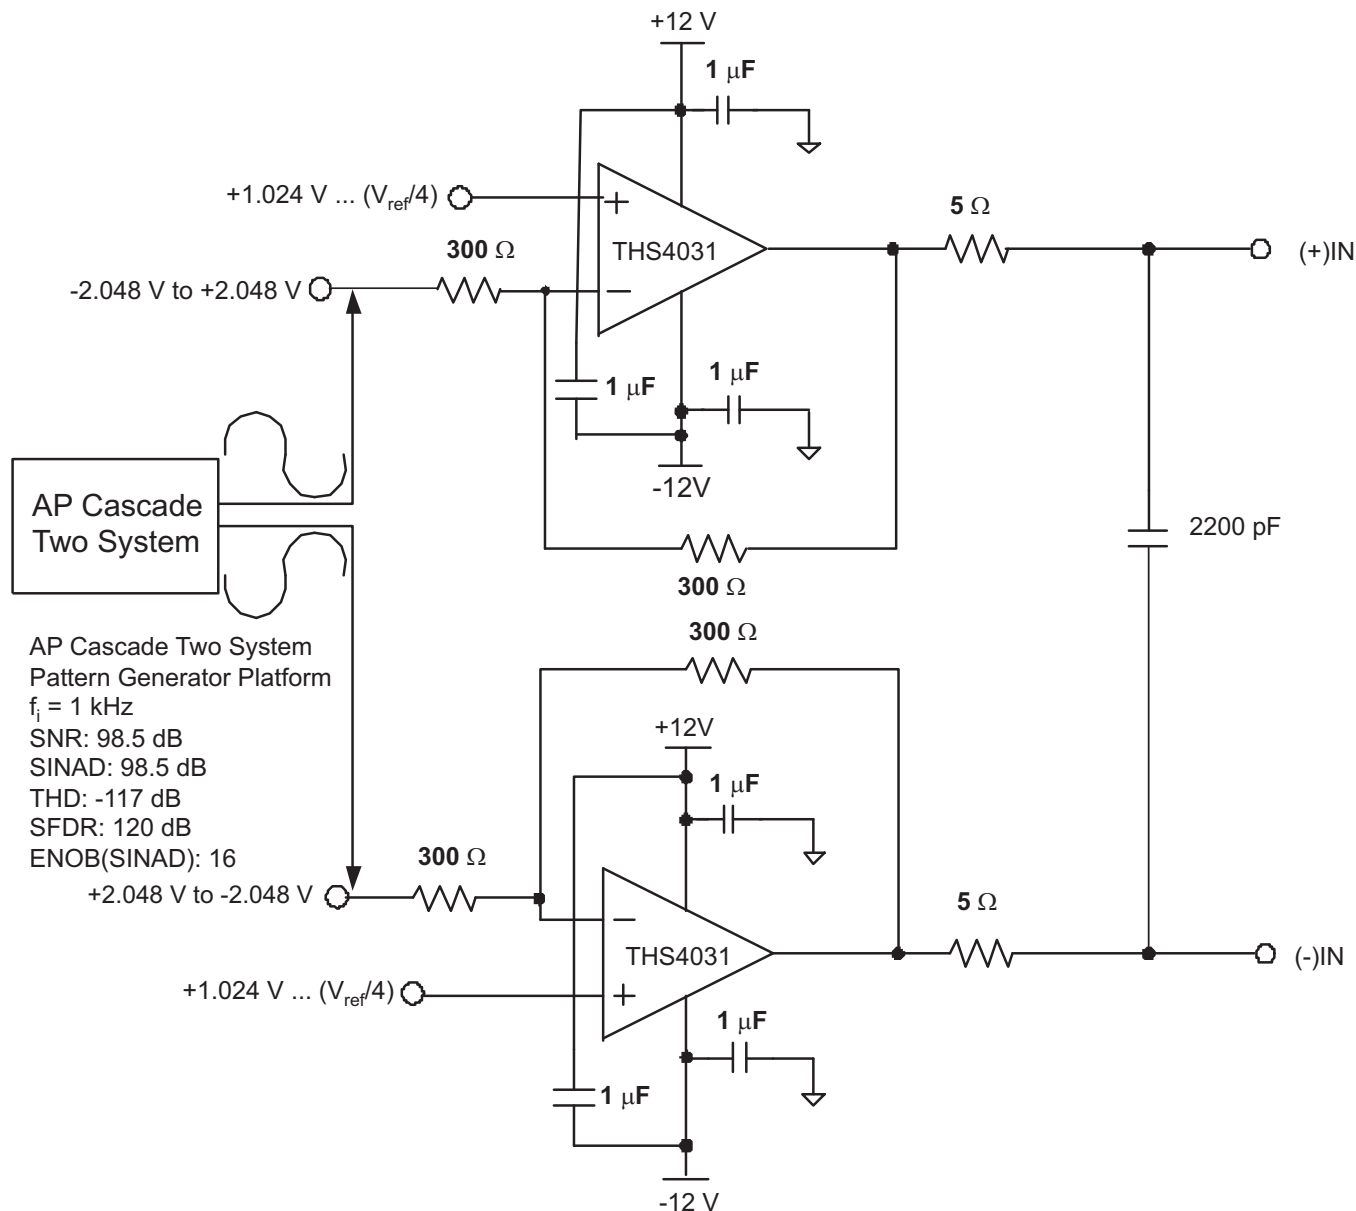 +12 V
1 μF
+1.024 V ... (Vref/4)
+
THS4031
5 Ω
(+)IN
300 Ω
-2.048 V to +2.048 V
−
1 μF
1 μF
-12V
AP Cascade
Two System
2200 pF
300 Ω
300 Ω
AP Cascade Two System
Pattern Generator Platform
fi = 1 kHz
SNR: 98.5 dB
SINAD: 98.5 dB
THD: -117 dB
SFDR: 120 dB
ENOB(SINAD): 16
+12V
1 μF
300 Ω
+2.048 V to -2.048 V
−
THS4031
5 Ω
(-)IN
+1.024 V ... (Vref/4)
+
1 μF
1 μF
-12 V